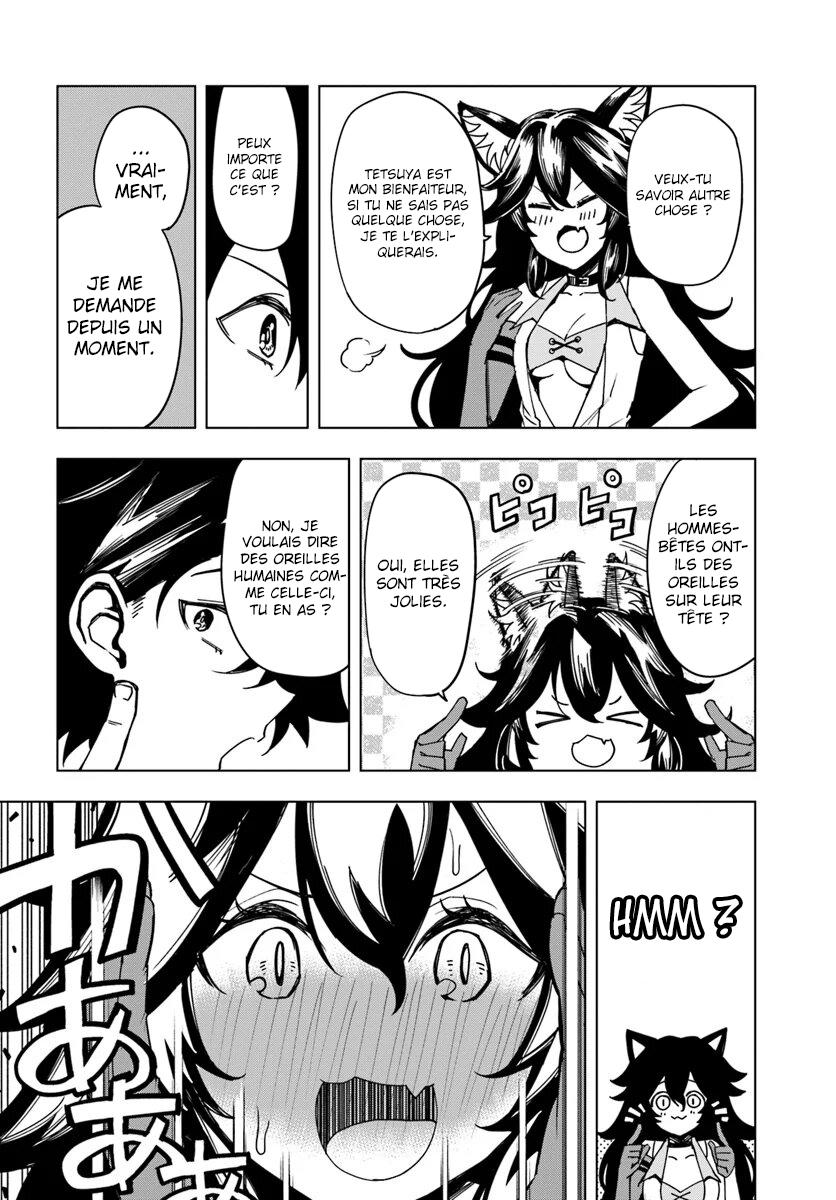 VEUX-TU
SAVOIR AUTRE
CHOSE ?
TETSUYA EST
MON BIENFAITEUR,
SI TU NE SAIS PAS
QUELQUE CHOSE,
JE TE L'EXPLI-
QUERAIS.
PEUX
IMPORTE
CE QUE
C'EST ?
...
VRAI-
MENT,
JE ME
DEMANDE
DEPUIS UN
MOMENT.
LES
HOMMES-
BÊTES ONT-
ILS DES
OREILLES
SUR LEUR
TÊTE ?
ピコ
ピコ
OUI, ELLES
SONT TRÈS
JOLIES.
NON, JE
VOULAIS DIRE
DES OREILLES
HUMAINES COM-
ME CELLE-CI,
TU EN AS ?
HMM ?
かああああ